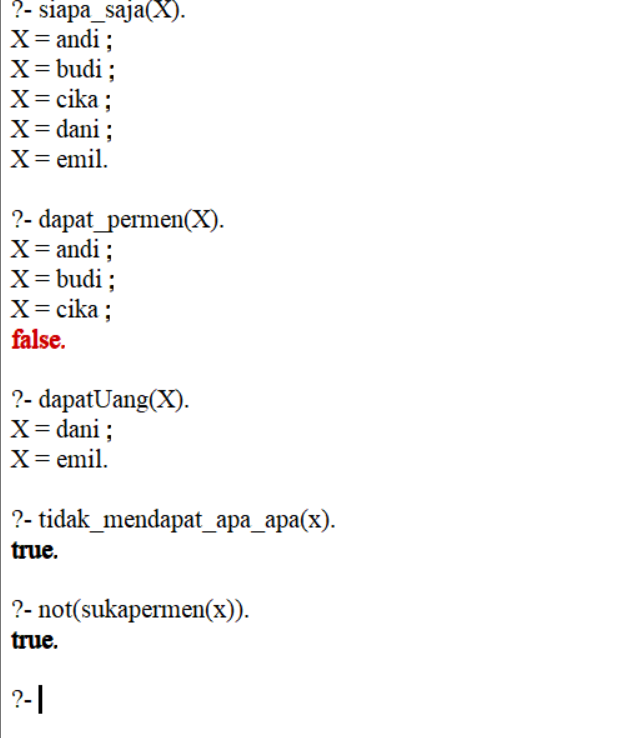 ?- siapa_saja(X).
X = andi ;
X = budi ;
X = cika ;
X = dani ;
X = emil.
?- dapat_permen(X).
X = andi ;
X = budi ;
X = cika ;
false.
?- dapatUang(X).
X = dani ;
X = emil.
?- tidak_mendapat_apa_apa(x).
true.
?- not(sukapermen(x)).
true.
?-